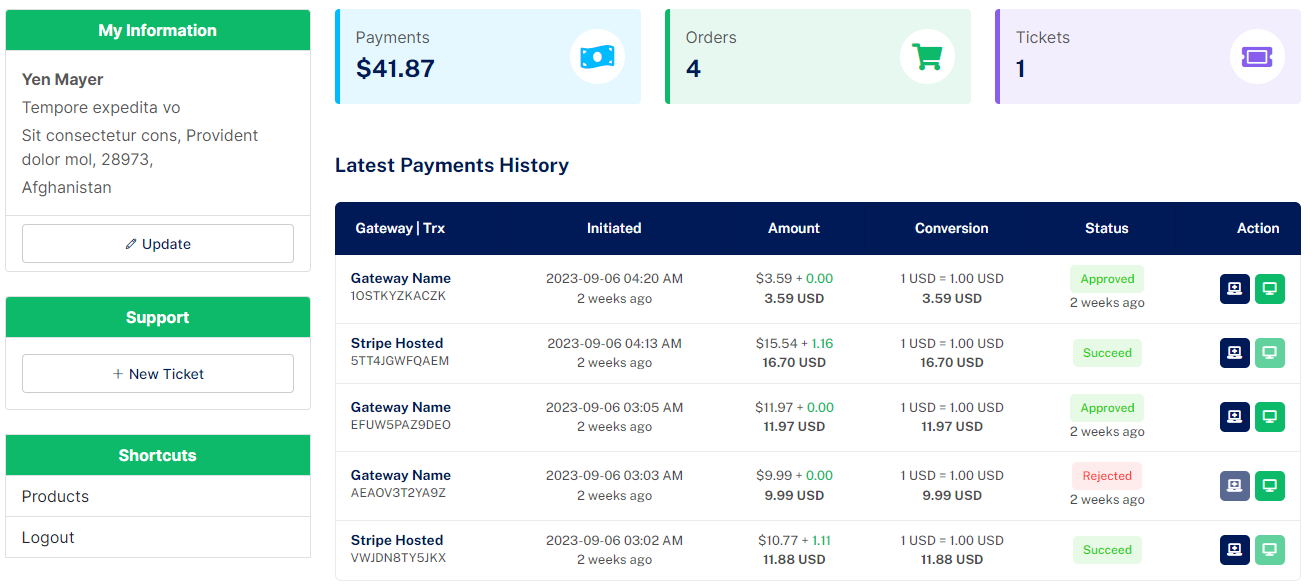 My Information
Yen Mayer
Tempore expedita vo
Sit consectetur cons, Provident
dolor mol, 28973,
Afghanistan
Update
Support
+ New Ticket
Shortcuts
Products
Logout
Payments
$41.87
Orders
4
Tickets
1
Latest Payments History
Gateway | Trx Initiated Amount Conversion Status Action
Gateway Name 2023-09-06 04:20 AM $3.59 + 0.00 1 USD = 1.00 USD Approved
1OSTKYZKACZK 2 weeks ago 3.59 USD 3.59 USD 2 weeks ago
Stripe Hosted 2023-09-06 04:13 AM $15.54 + 1.16 1 USD = 1.00 USD Succeed
5TT4JGWFQAEM 2 weeks ago 16.70 USD 16.70 USD
Gateway Name 2023-09-06 03:05 AM $11.97 + 0.00 1 USD = 1.00 USD Approved
EFUW5PAZ9DEO 2 weeks ago 11.97 USD 11.97 USD 2 weeks ago
Gateway Name 2023-09-06 03:03 AM $9.99 + 0.00 1 USD = 1.00 USD Rejected
AEAOV3T2YA9Z 2 weeks ago 9.99 USD 9.99 USD 2 weeks ago
Stripe Hosted 2023-09-06 03:02 AM $10.77 + 1.11 1 USD = 1.00 USD Succeed
VWJDN8TY5JKX 2 weeks ago 11.88 USD 11.88 USD